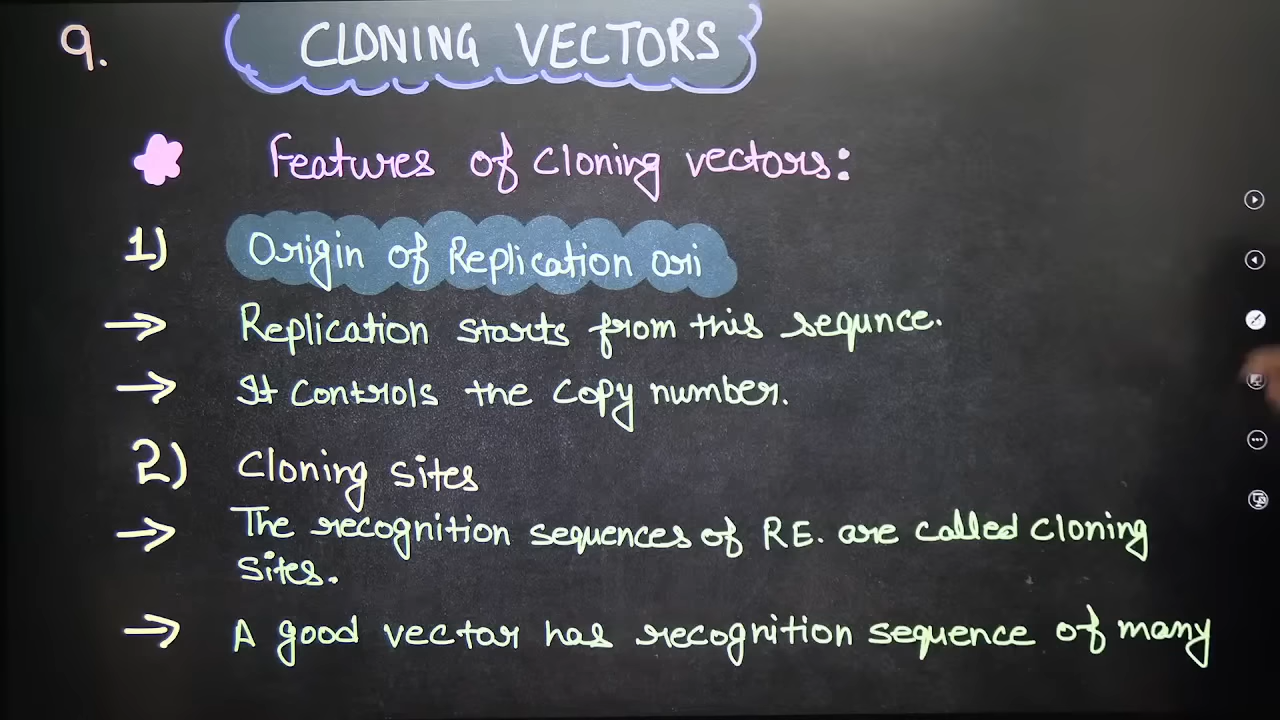 9.
CLONING VECTORS
Features of cloning vectors:
1) Origin of Replication ori
→ Replication starts from this sequnce.
→ It controls the copy number.
2) Cloning sites
→ The recognition sequences of R.E. are called cloning
sites.
→ A good vector has recognition sequence of many